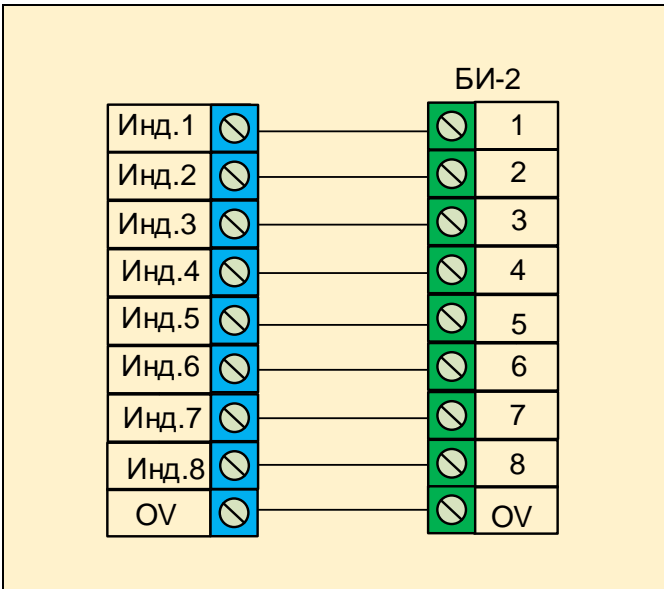 БИ-2
Инд.1 1
Инд.2 2
Инд.3 3
Инд.4 4
Инд.5 5
Инд.6 6
Инд.7 7
Инд.8 8
OV OV